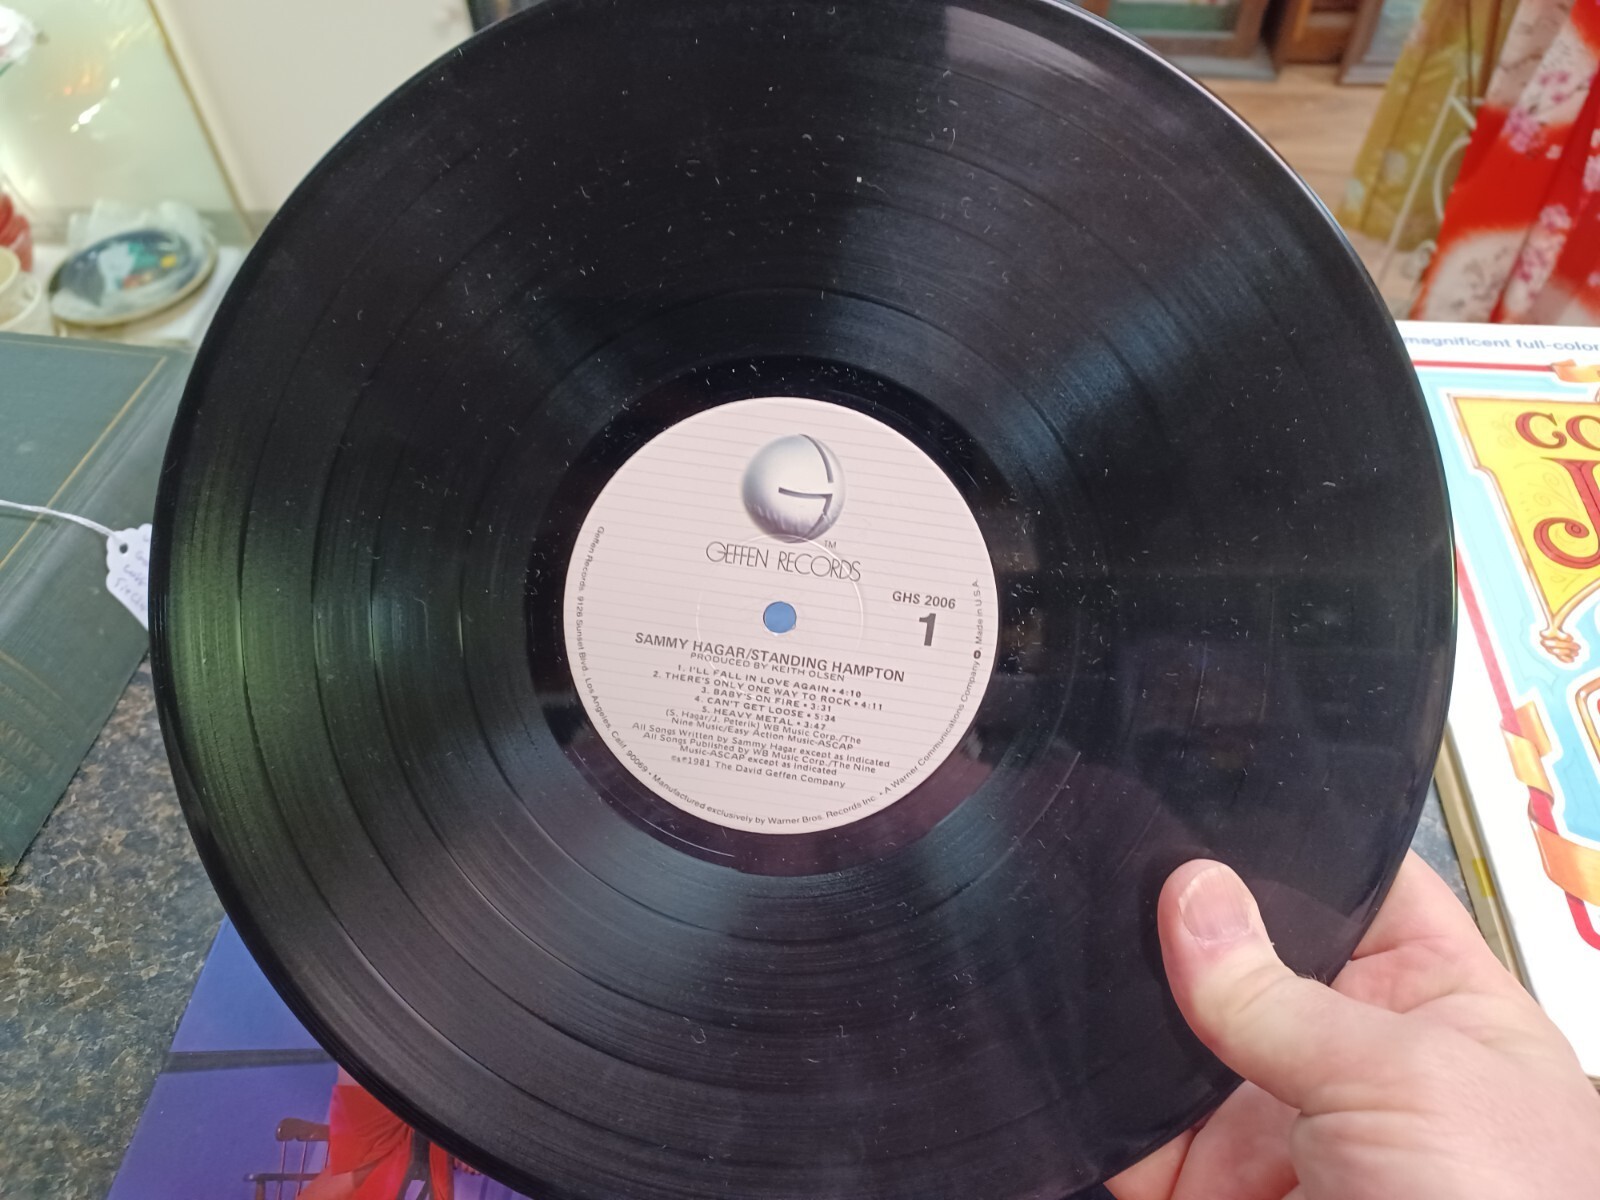 TM
GEFFEN RECORDS
GHS 2006
1
SAMMY HAGAR/STANDING HAMPTON
PRODUCED BY KEITH OLSEN
1. I'LL FALL IN LOVE AGAIN • 4:10
2. THERE'S ONLY ONE WAY TO ROCK • 4:11
3. BABY'S ON FIRE • 3:31
4. CAN'T GET LOOSE • 5:34
5. HEAVY METAL • 3:47
(S. Hagar/J. Peterik) WB Music Corp./The
Nine Music/Easy Action Music-ASCAP
All Songs Written by Sammy Hagar except as Indicated
All Songs Published by WB Music Corp./The Nine
Music-ASCAP except as Indicated
©&℗1981 The David Geffen Company
Geffen Records 9126 Sunset Blvd., Los Angeles, Calif. 90069 • Manufactured exclusively by Warner Bros. Records Inc. • A Warner Communications Company Made in U.S.A.
magnificent full-color
GO
J